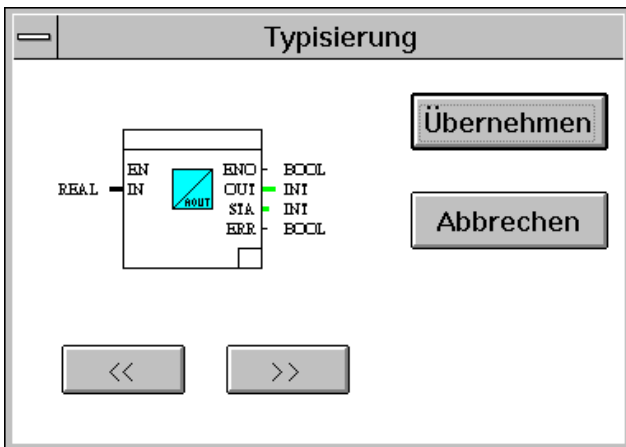 Typisierung
Übernehmen
EN ENO BOOL
REAL IN OUT INT
AOUT
STA INT
ERR BOOL
Abbrechen
<< >>